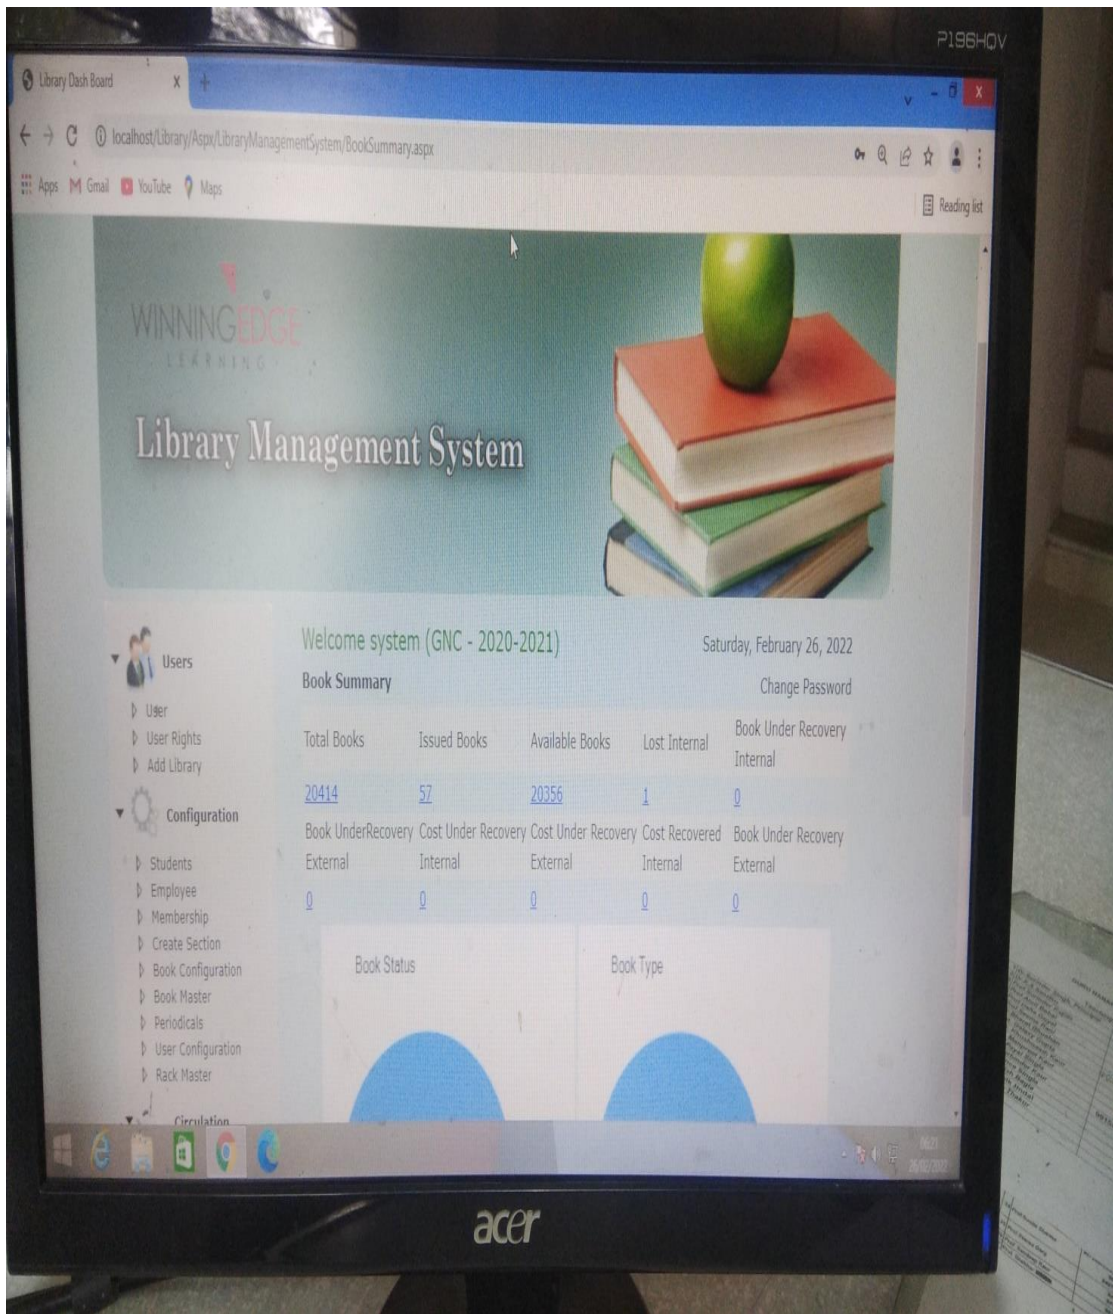 P196HQV
Library Dash Board
localhost/Library/Aspx/LibraryManagementSystem/BookSummary.aspx
Apps Gmail YouTube Maps
Reading list
WINNINGEDGE
LEARNING
Library Management System
Welcome system (GNC - 2020-2021)
Saturday, February 26, 2022
Book Summary
Change Password
Total Books Issued Books Available Books Lost Internal Book Under Recovery Internal
20414 57 20356 1 0
Book UnderRecovery External Cost Under Recovery Internal Cost Under Recovery External Cost Recovered Internal Book Under Recovery External
0 0 0 0 0
Book Status Book Type
Users
User
User Rights
Add Library
Configuration
Students
Employee
Membership
Create Section
Book Configuration
Book Master
Periodicals
User Configuration
Rack Master
Circulation
acer